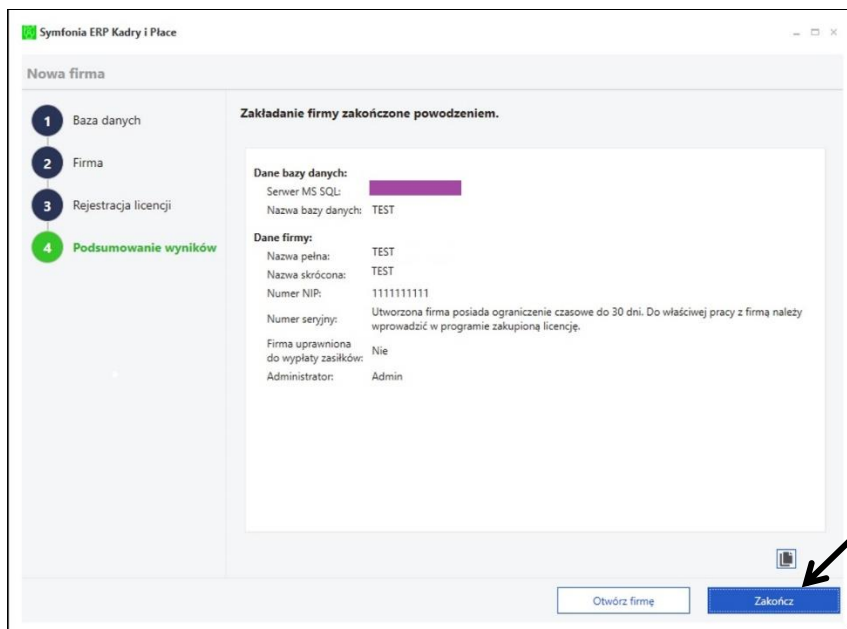 Symfonia ERP Kadry i Płace
Nowa firma
1 Baza danych
2 Firma
3 Rejestracja licencji
4 Podsumowanie wyników
Zakładanie firmy zakończone powodzeniem.
Dane bazy danych:
Serwer MS SQL:
Nazwa bazy danych: TEST
Dane firmy:
Nazwa pełna: TEST
Nazwa skrócona: TEST
Numer NIP: 1111111111
Numer seryjny: Utworzona firma posiada ograniczenie czasowe do 30 dni. Do właściwej pracy z firmą należy
wprowadzić w programie zakupioną licencję.
Firma uprawniona
do wypłaty zasiłków: Nie
Administrator: Admin
Otwórz firmę Zakończ